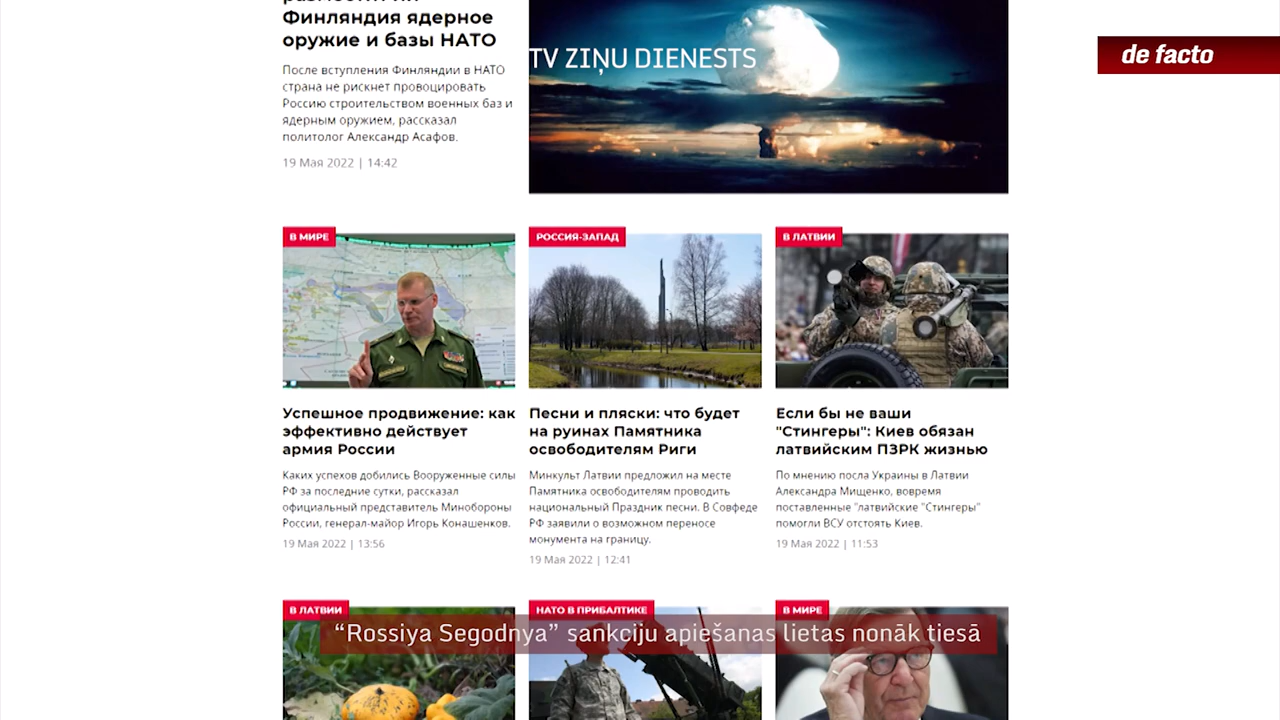 Финляндия ядерное
оружие и базы НАТО
После вступления Финляндии в НАТО
страна не рискнет провоцировать
Россию строительством военных баз и
ядерным оружием, рассказал
политолог Александр Асафов.
19 Мая 2022 | 14:42
TV ZIŅU DIENESTS
de facto
В МИРЕ
Успешное продвижение: как
эффективно действует
армия России
Каких успехов добились Вооруженные силы
РФ за последние сутки, рассказал
официальный представитель Минобороны
России, генерал-майор Игорь Конашенков.
19 Мая 2022 | 13:56
РОССИЯ-ЗАПАД
Песни и пляски: что будет
на руинах Памятника
освободителям Риги
Минкульт Латвии предложил на месте
Памятника освободителям проводить
национальный Праздник песни. В Совфеде
РФ заявили о возможном переносе
монумента на границу.
19 Мая 2022 | 12:41
В ЛАТВИИ
Если бы не ваши
"Стингеры": Киев обязан
латвийским ПЗРК жизнью
По мнению посла Украины в Латвии
Александра Мищенко, вовремя
поставленные "латвийские "Стингеры"
помогли ВСУ отстоять Киев.
19 Мая 2022 | 11:53
В ЛАТВИИ
НАТО В ПРИБАЛТИКЕ
В МИРЕ
“Rossiya Segodnya” sankciju apiešanas lietas nonāk tiesā